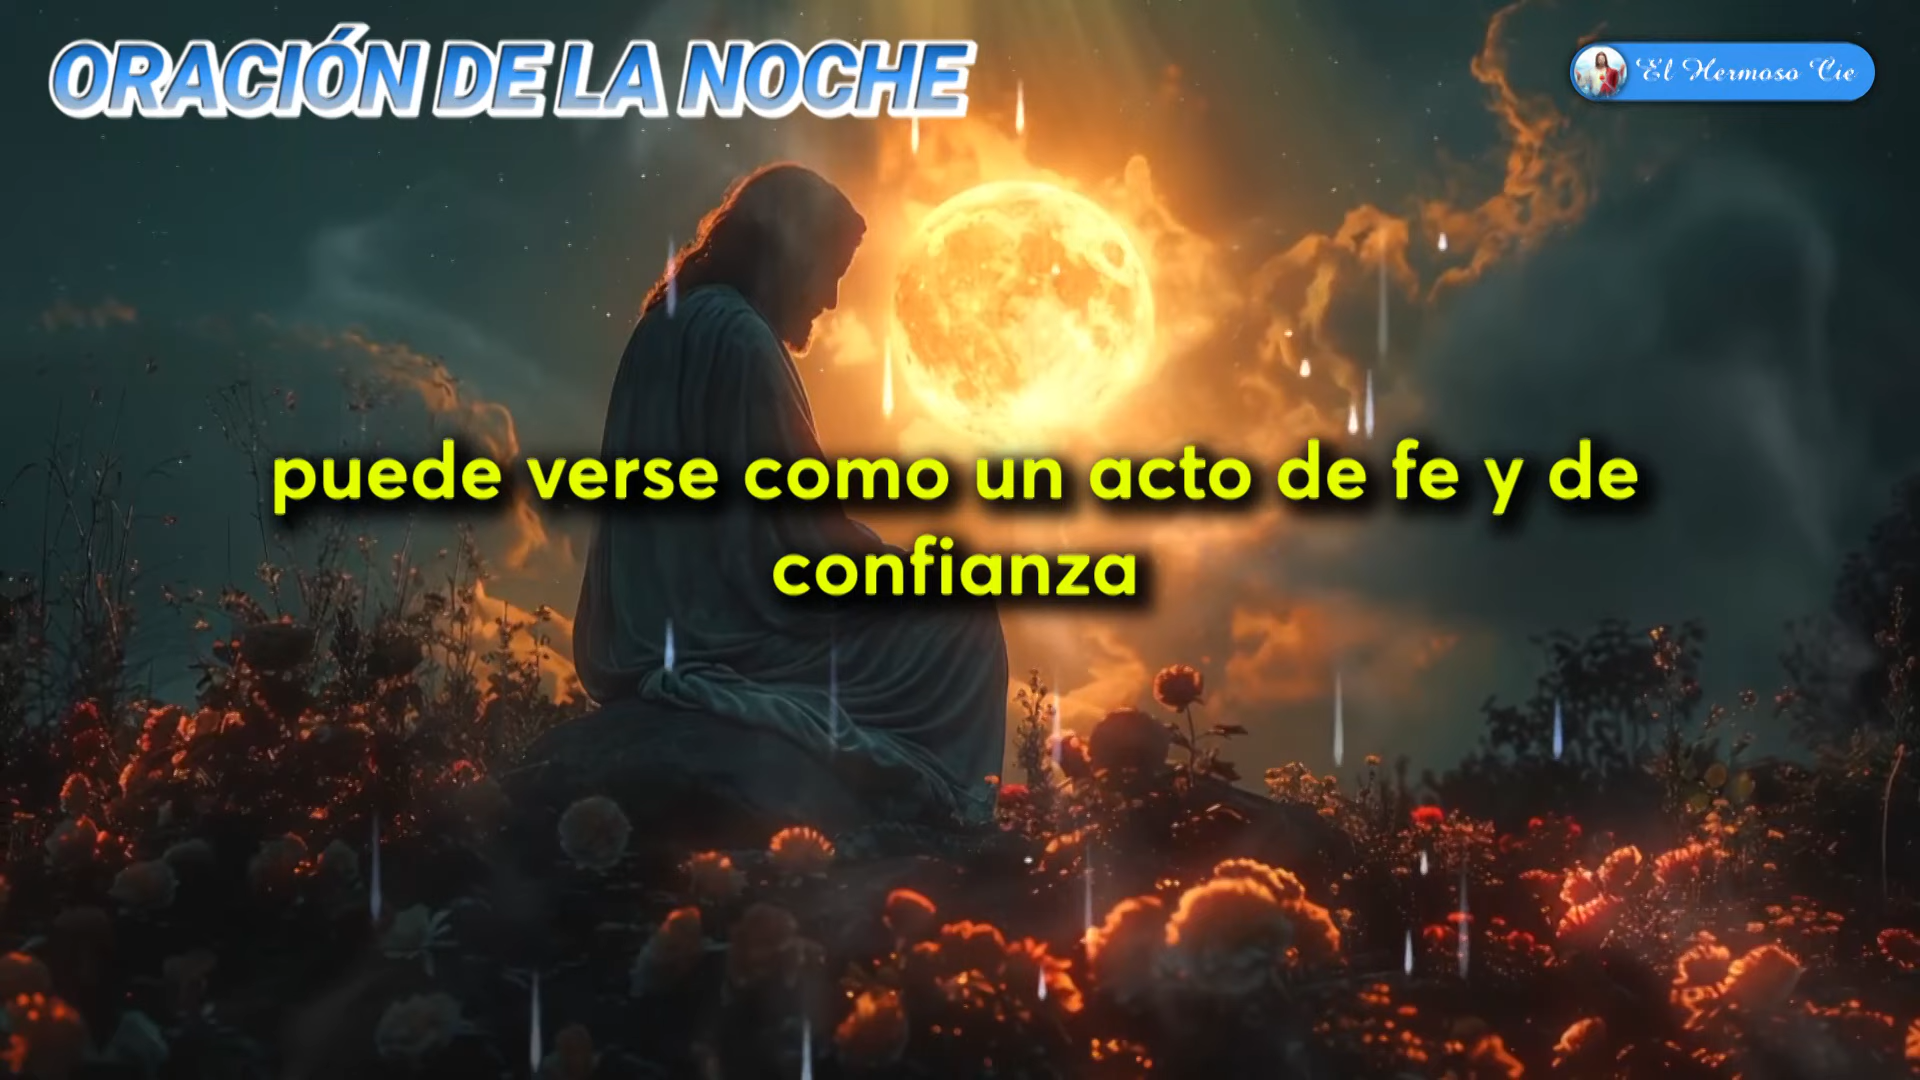 ORACIÓN DE LA NOCHE
El Hermoso Cie
puede verse como un acto de fe y de
confianza